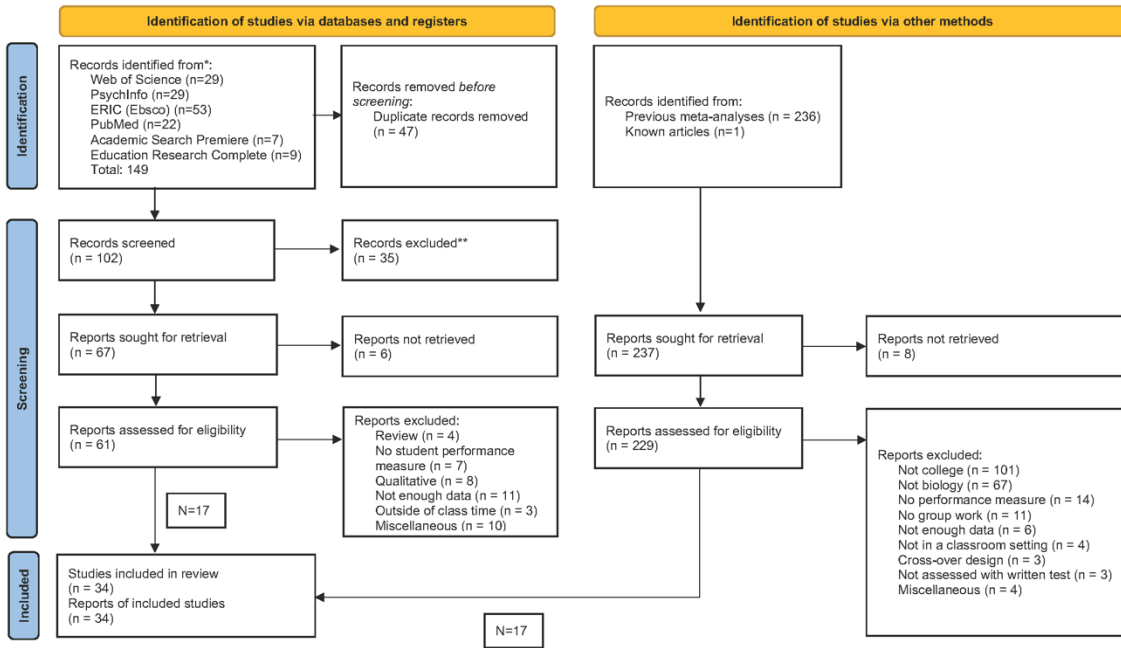 Identification of studies via databases and registers
Identification of studies via other methods
Identification
Records identified from*:
Web of Science (n=29)
PsychInfo (n=29)
ERIC (Ebsco) (n=53)
PubMed (n=22)
Academic Search Premiere (n=7)
Education Research Complete (n=9)
Total: 149
Records removed before
screening:
Duplicate records removed
(n = 47)
Records identified from:
Previous meta-analyses (n = 236)
Known articles (n=1)
Screening
Records screened
(n = 102)
Records excluded**
(n = 35)
Reports sought for retrieval
(n = 67)
Reports not retrieved
(n = 6)
Reports sought for retrieval
(n = 237)
Reports not retrieved
(n = 8)
Reports assessed for eligibility
(n = 61)
Reports excluded:
Review (n = 4)
No student performance
measure (n = 7)
Qualitative (n = 8)
Not enough data (n = 11)
Outside of class time (n = 3)
Miscellaneous (n = 10)
Reports assessed for eligibility
(n = 229)
Reports excluded:
Not college (n = 101)
Not biology (n = 67)
No performance measure (n = 14)
No group work (n = 11)
Not enough data (n = 6)
Not in a classroom setting (n = 4)
Cross-over design (n = 3)
Not assessed with written test (n = 3)
Miscellaneous (n = 4)
N=17
Included
Studies included in review
(n = 34)
Reports of included studies
(n = 34)
N=17